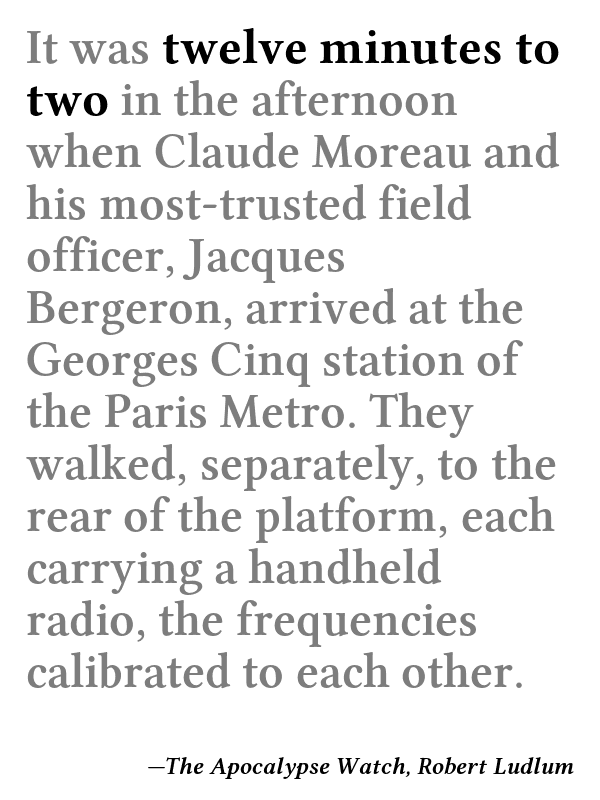 It was twelve minutes to
two in the afternoon
when Claude Moreau and
his most-trusted field
officer, Jacques
Bergeron, arrived at the
Georges Cinq station of
the Paris Metro. They
walked, separately, to the
rear of the platform, each
carrying a handheld
radio, the frequencies
calibrated to each other.
—The Apocalypse Watch, Robert Ludlum